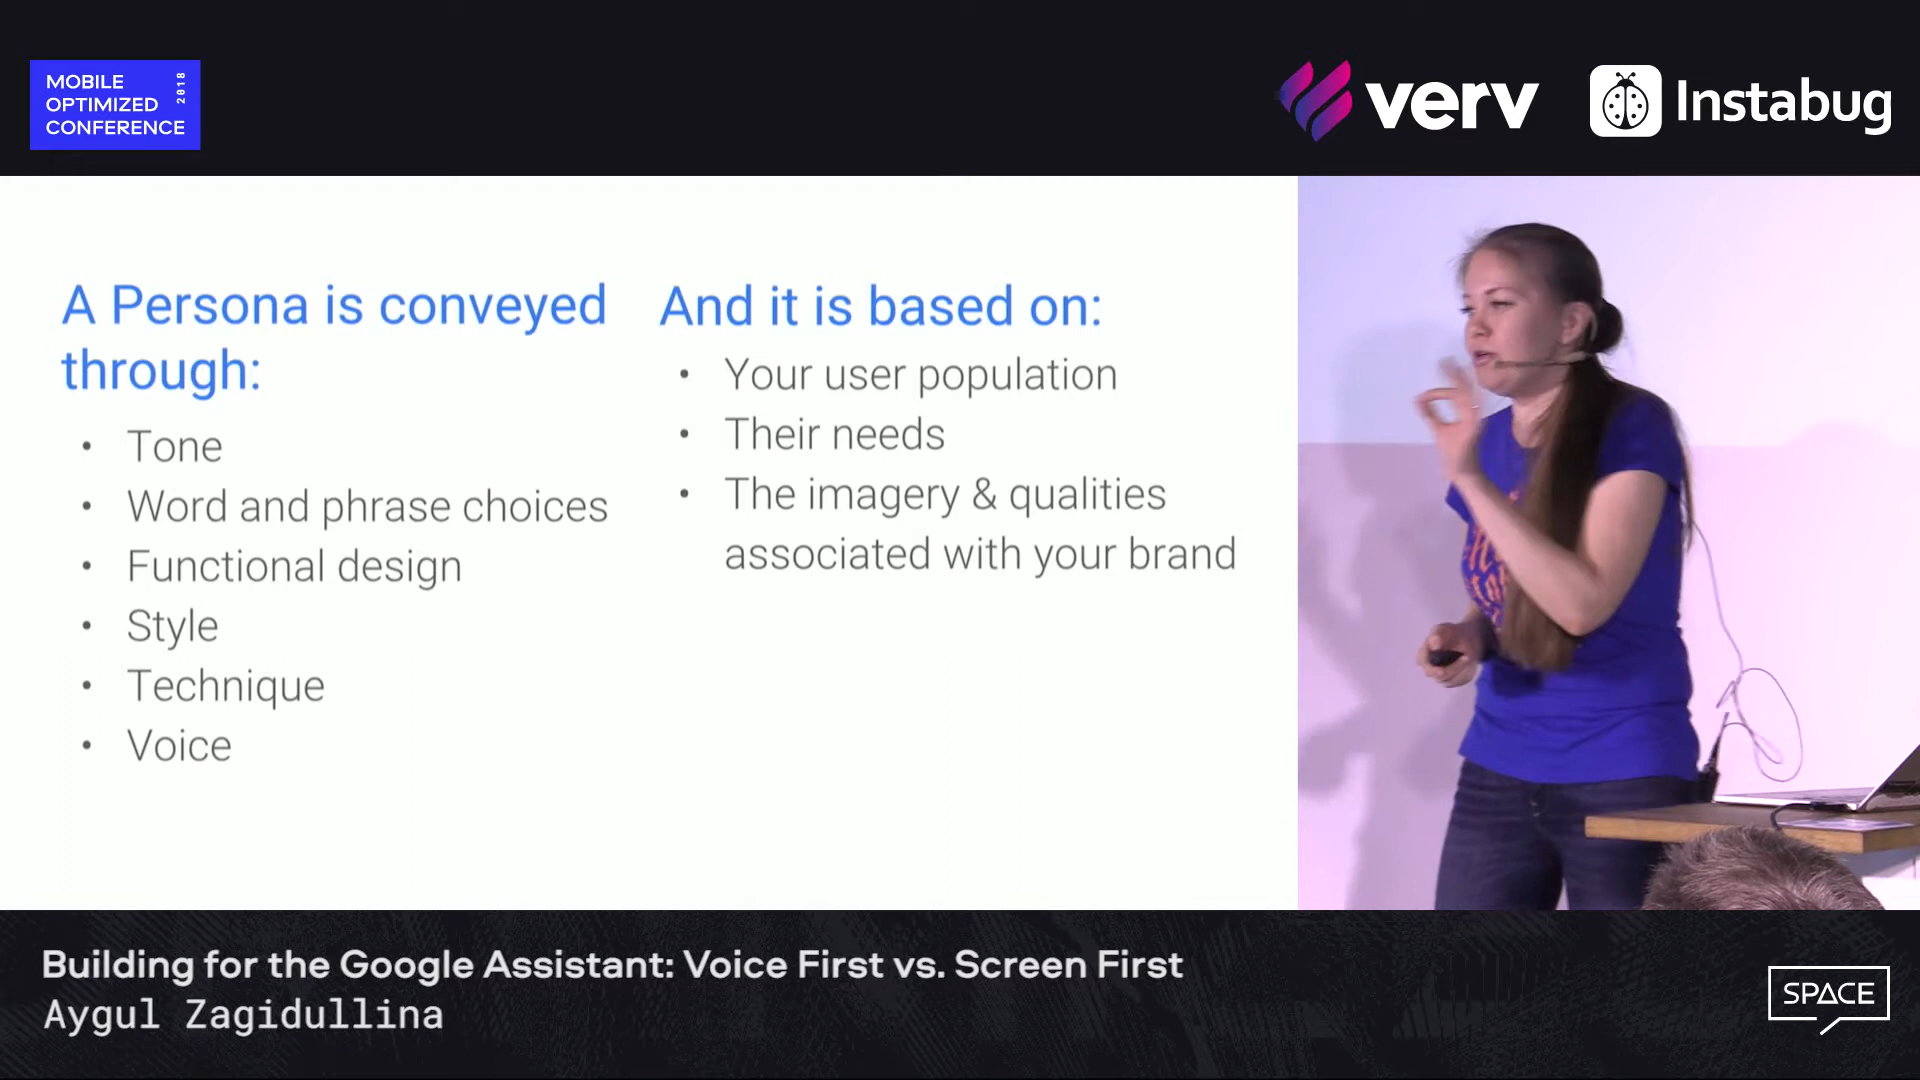 MOBILE
OPTIMIZED
CONFERENCE
2018
verv
Instabug
A Persona is conveyed
through:
• Tone
• Word and phrase choices
• Functional design
• Style
• Technique
• Voice
And it is based on:
• Your user population
• Their needs
• The imagery & qualities
associated with your brand
Building for the Google Assistant: Voice First vs. Screen First
Aygul Zagidullina
SPACE